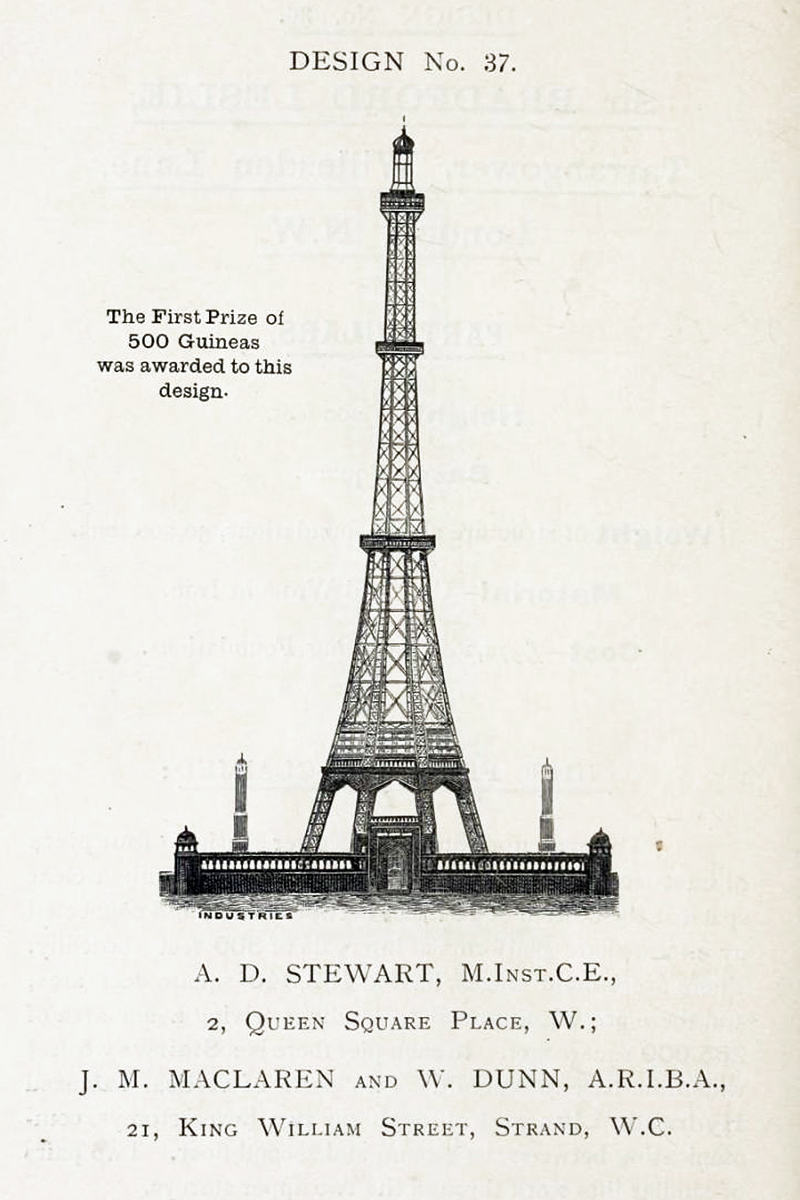 DESIGN No. 37.
The First Prize of
500 Guineas
was awarded to this
design.
INDUSTRIES
A. D. STEWART, M.Inst.C.E.,
2, Queen Square Place, W.;
J. M. MACLAREN and W. DUNN, A.R.I.B.A.,
21, King William Street, Strand, W.C.